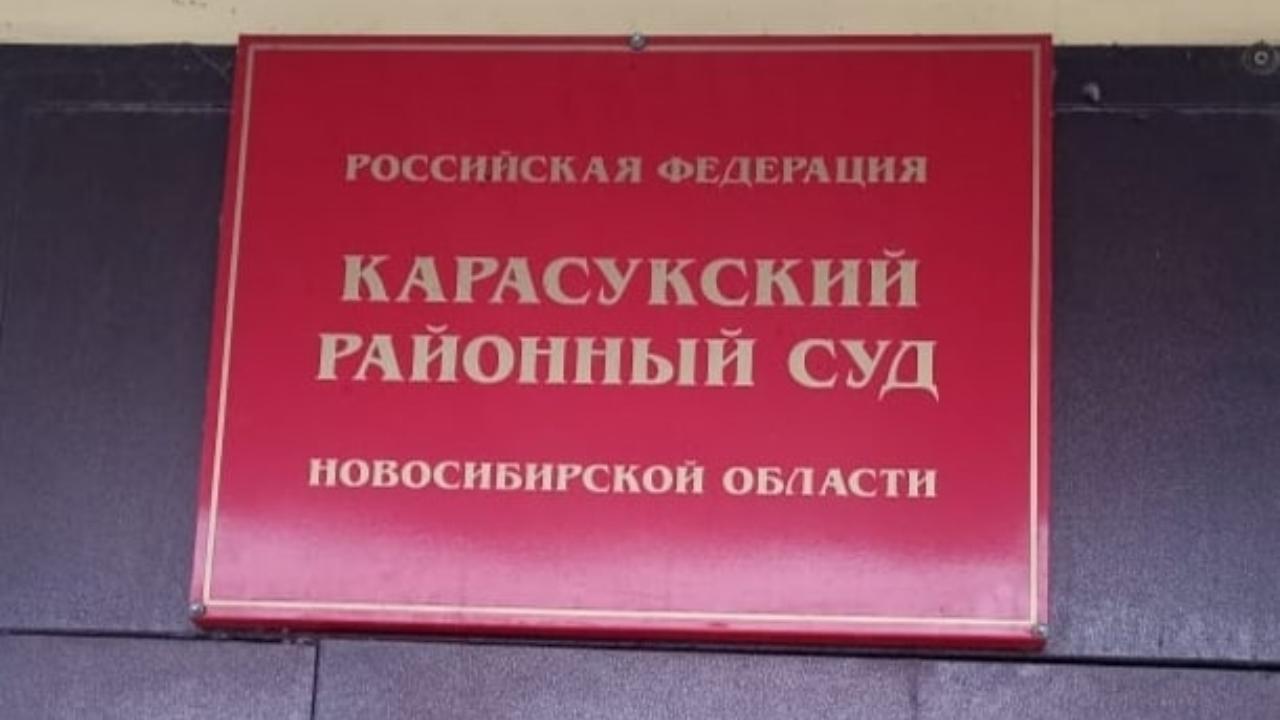 РОССИЙСКАЯ ФЕДЕРАЦИЯ
КАРАСУКСКИЙ
РАЙОННЫЙ СУД
НОВОСИБИРСКОЙ ОБЛАСТИ